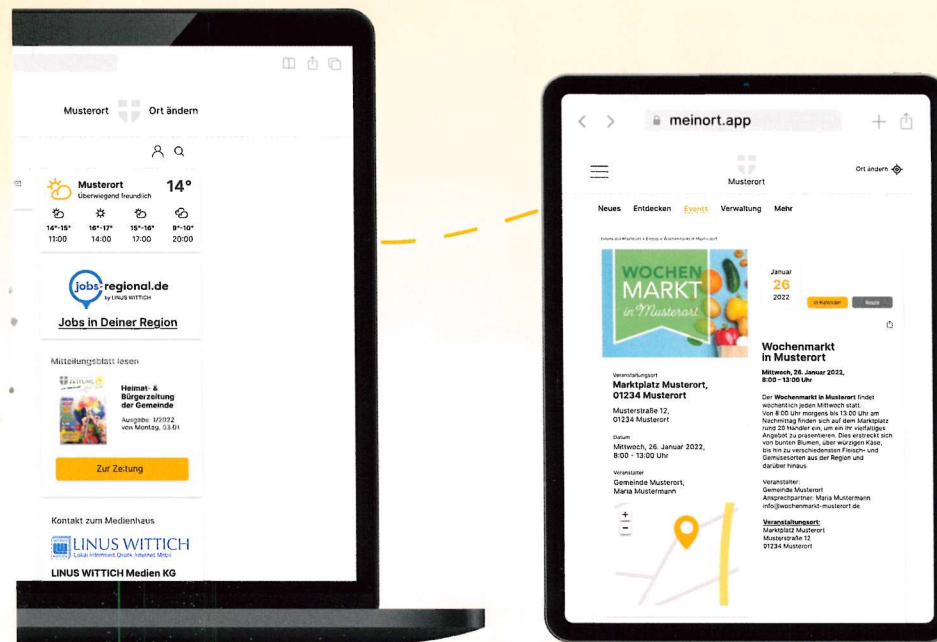 Musterort
Ort ändern
Musterort
14°
Überwiegend freundlich
14°-15°
16°-17°
15°-16°
9°-10°
11:00
14:00
17:00
20:00
jobs-regional.de
by LINUS WITTICH
Jobs in Deiner Region
Mitteilungsblatt lesen
ZEITUNG
Heimat- &
Bürgerzeitung
der Gemeinde
Ausgabe: 1/2022
von Montag, 03.01.
Zur Zeitung
Kontakt zum Medienhaus
LINUS WITTICH
Lokal informiert. Druck. Internet. Mobil.
LINUS WITTICH Medien KG
meinort.app
Musterort
Ort ändern
Neues
Entdecken
Events
Verwaltung
Mehr
WOCHEN
MARKT
in Musterort
Januar
26
2022
in Kalender
Route
Veranstaltungsort
Marktplatz Musterort,
01234 Musterort
Musterstraße 12,
01234 Musterort
Datum
Mittwoch, 26. Januar 2022,
8:00 - 13:00 Uhr
Veranstalter
Gemeinde Musterort,
Maria Mustermann
+
−
Wochenmarkt
in Musterort
Mittwoch, 26. Januar 2022,
8:00 - 13:00 Uhr
Der Wochenmarkt in Musterort findet
wöchentlich jeden Mittwoch statt.
Von 8:00 Uhr morgens bis 13:00 Uhr am
Nachmittag finden sich auf dem Marktplatz
rund 20 Händler ein, um ein ihr vielfältiges
Angebot zu präsentieren. Dies erstreckt sich
von bunten Blumen, über würzigen Käse,
bis hin zu verschiedensten Fleisch- und
Gemüsesorten aus der Region und
darüber hinaus.
Veranstalter:
Gemeinde Musterort
Ansprechpartner: Maria Mustermann
info@wochenmarkt-musterort.de
Veranstaltungsort:
Marktplatz Musterort
Musterstraße 12
01234 Musterort